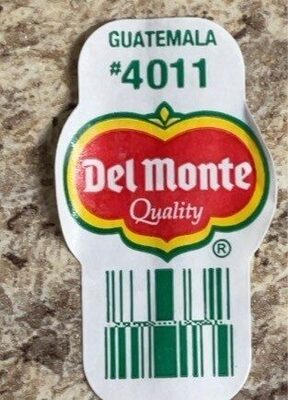 GUATEMALA
#4011
Del Monte
Quality
®